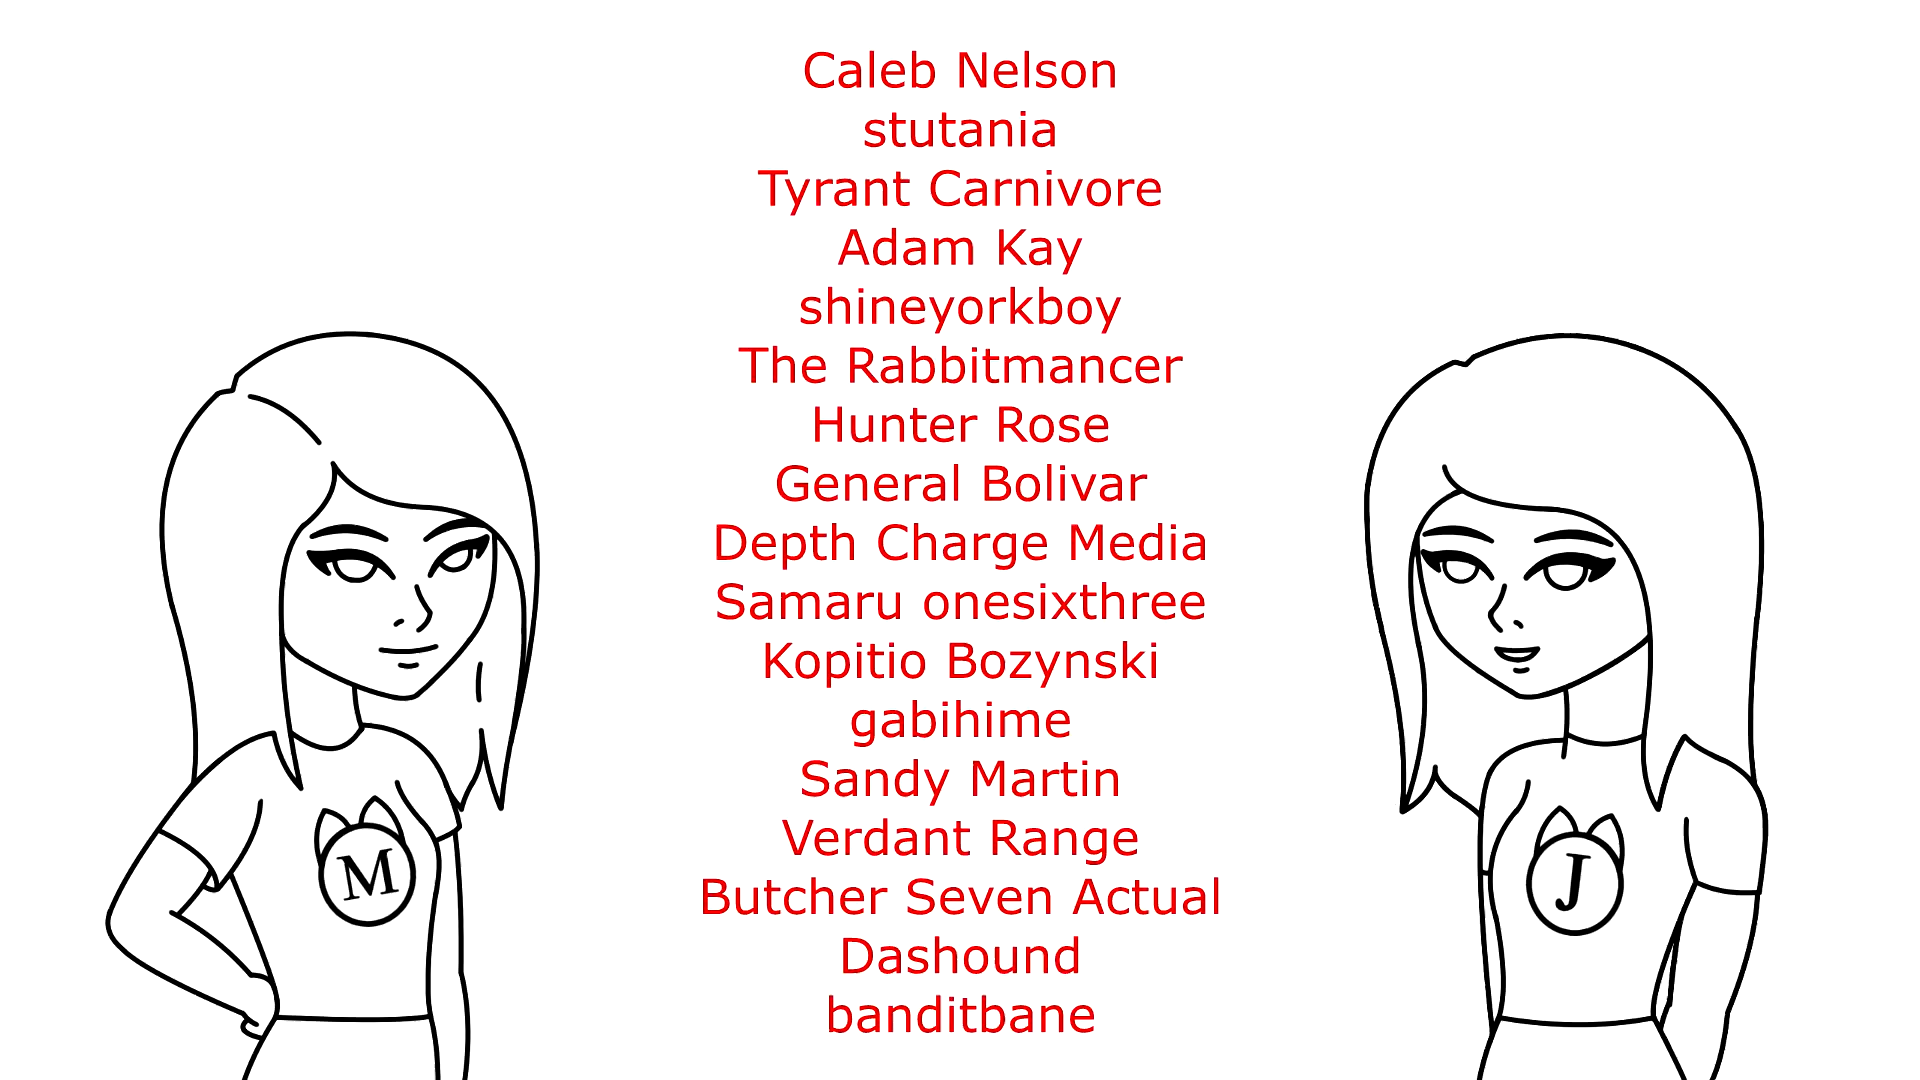 Caleb Nelson
stutania
Tyrant Carnivore
Adam Kay
shineyorkboy
The Rabbitmancer
Hunter Rose
General Bolivar
Depth Charge Media
Samaru onesixthree
Kopitio Bozynski
gabihime
Sandy Martin
Verdant Range
Butcher Seven Actual
Dashound
banditbane
M
J